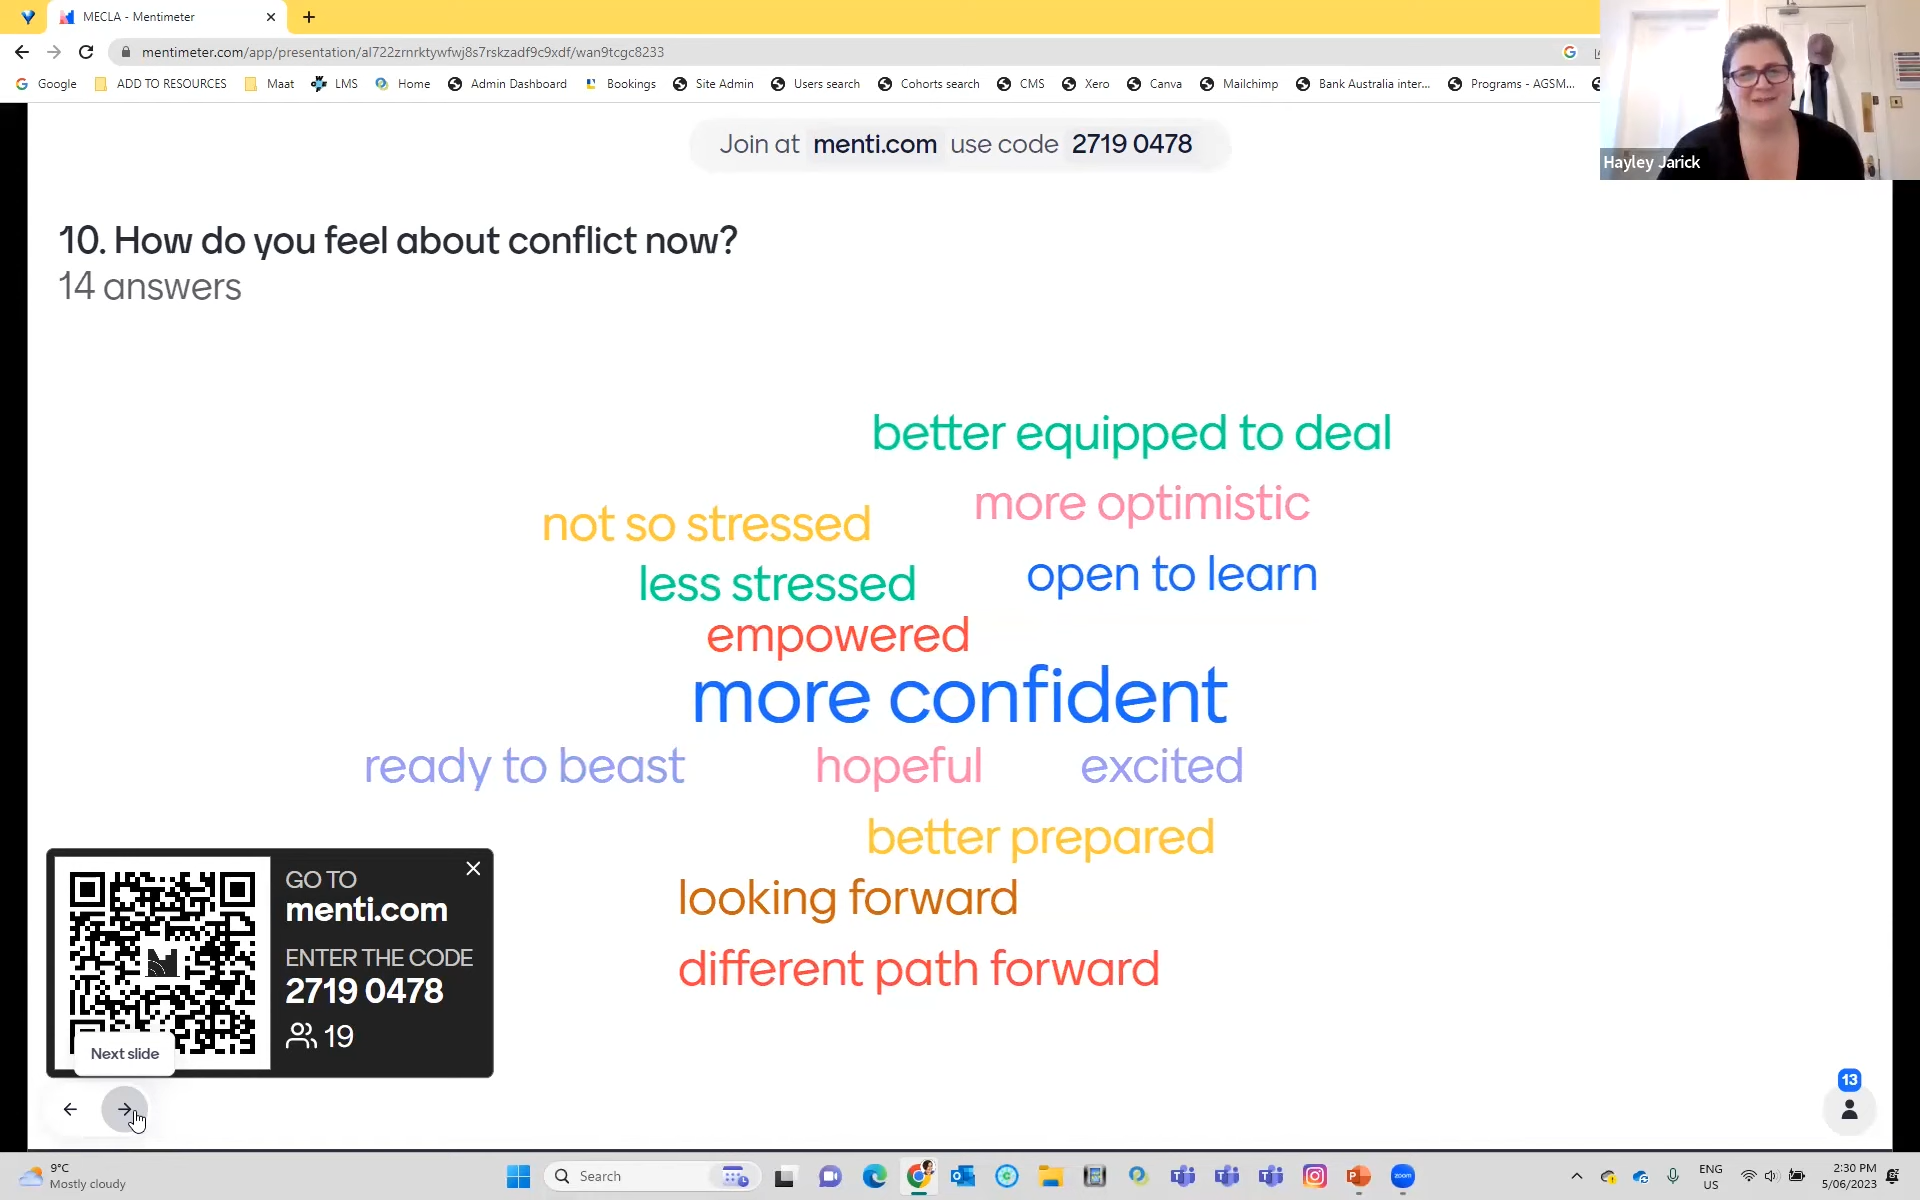 MECLA - Mentimeter
mentimeter.com/app/presentation/al722zrnrktywfwj8s7rskzadf9c9xdf/wan9tcgc8233
Google ADD TO RESOURCES Maat LMS Home Admin Dashboard Bookings Site Admin Users search Cohorts search CMS Xero Canva Mailchimp Bank Australia inter... Programs - AGSM...
Hayley Jarick
Join at menti.com use code 2719 0478
10. How do you feel about conflict now?
14 answers
better equipped to deal
more optimistic
not so stressed
open to learn
less stressed
empowered
more confident
ready to beast hopeful excited
better prepared
looking forward
different path forward
GO TO
menti.com
ENTER THE CODE
2719 0478
19
Next slide
13
9°C
Mostly cloudy
Search
zoom
ENG
US
2:30 PM
5/06/2023